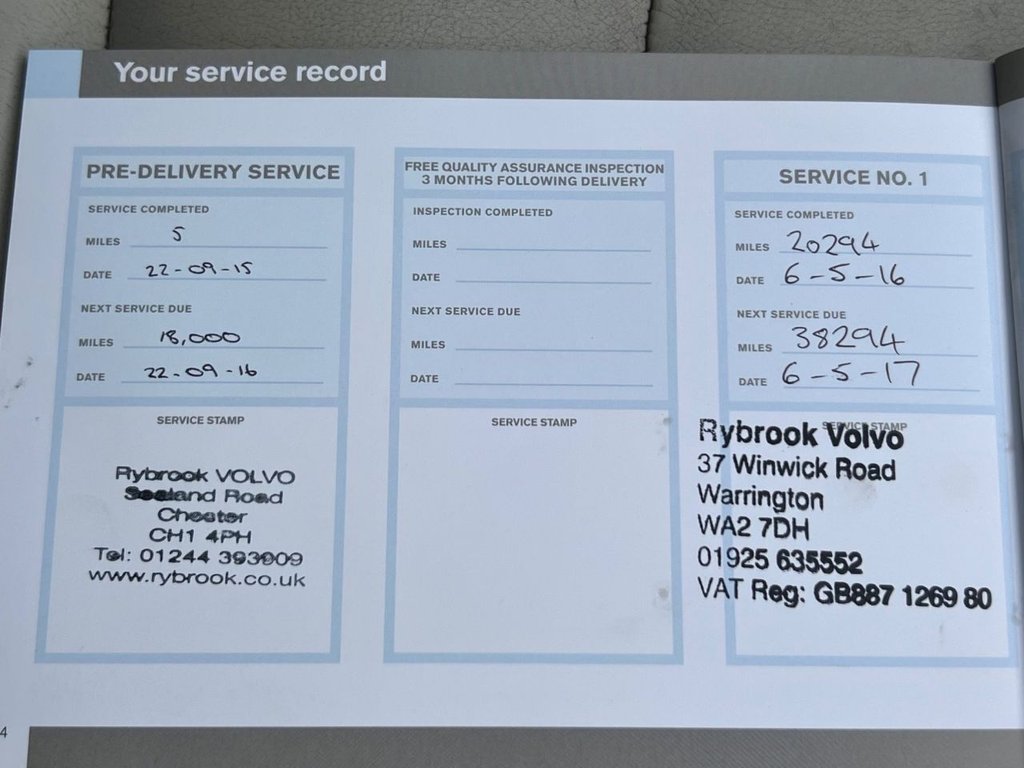 Your service record
PRE-DELIVERY SERVICE
SERVICE COMPLETED
MILES 5
DATE 22-09-15
NEXT SERVICE DUE
MILES 18,000
DATE 22-09-16
SERVICE STAMP
Rybrook VOLVO
Sealand Road
Chester
CH1 4PH
Tel: 01244 393909
www.rybrook.co.uk
FREE QUALITY ASSURANCE INSPECTION
3 MONTHS FOLLOWING DELIVERY
INSPECTION COMPLETED
MILES
DATE
NEXT SERVICE DUE
MILES
DATE
SERVICE STAMP
SERVICE NO. 1
SERVICE COMPLETED
MILES 20294
DATE 6-5-16
NEXT SERVICE DUE
MILES 38294
DATE 6-5-17
SERVICE STAMP
Rybrook Volvo
37 Winwick Road
Warrington
WA2 7DH
01925 635552
VAT Reg: GB887 1269 80
4